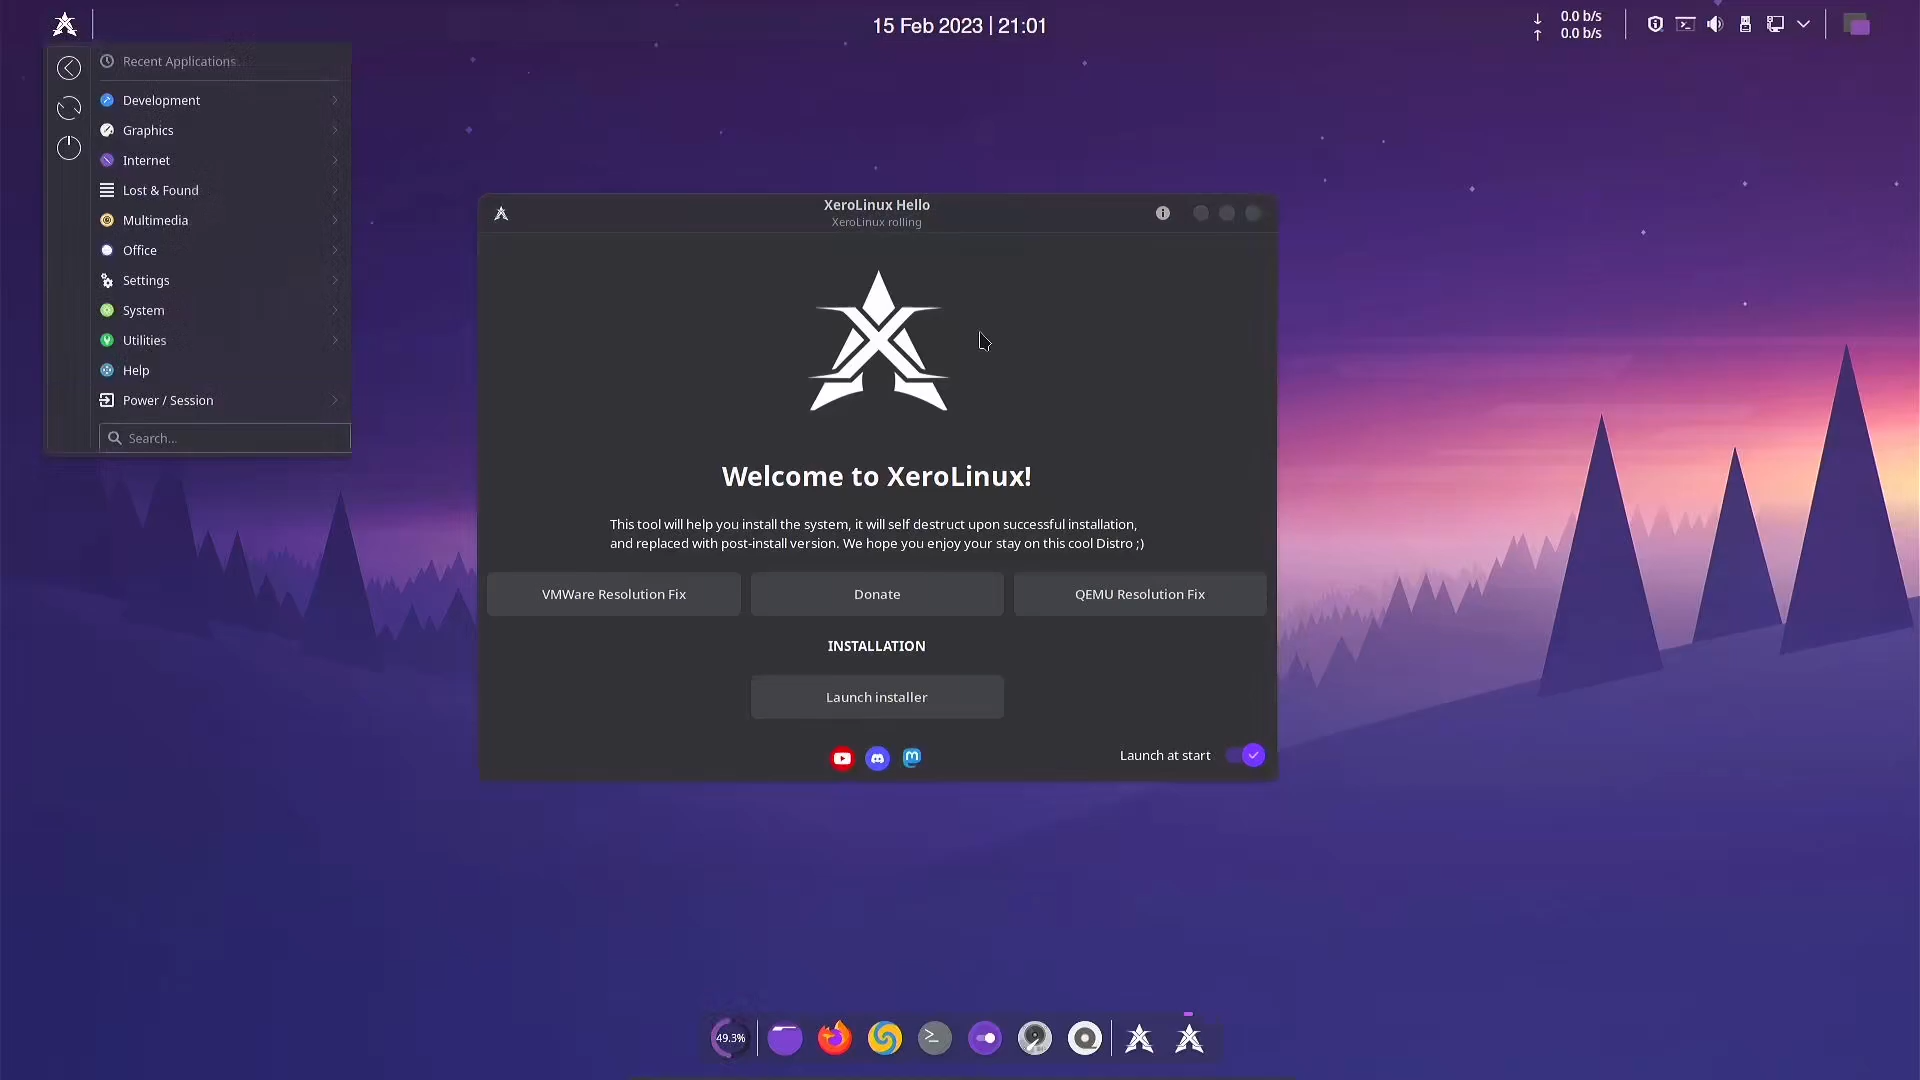 15 Feb 2023 | 21:01
0.0 b/s
0.0 b/s
Recent Applications
Development
Graphics
Internet
Lost & Found
Multimedia
Office
Settings
System
Utilities
Help
Power / Session
Search...
XeroLinux Hello
XeroLinux rolling
Welcome to XeroLinux!
This tool will help you install the system, it will self destruct upon successful installation,
and replaced with post-install version. We hope you enjoy your stay on this cool Distro ;)
VMWare Resolution Fix
Donate
QEMU Resolution Fix
INSTALLATION
Launch installer
Launch at start
49.3%